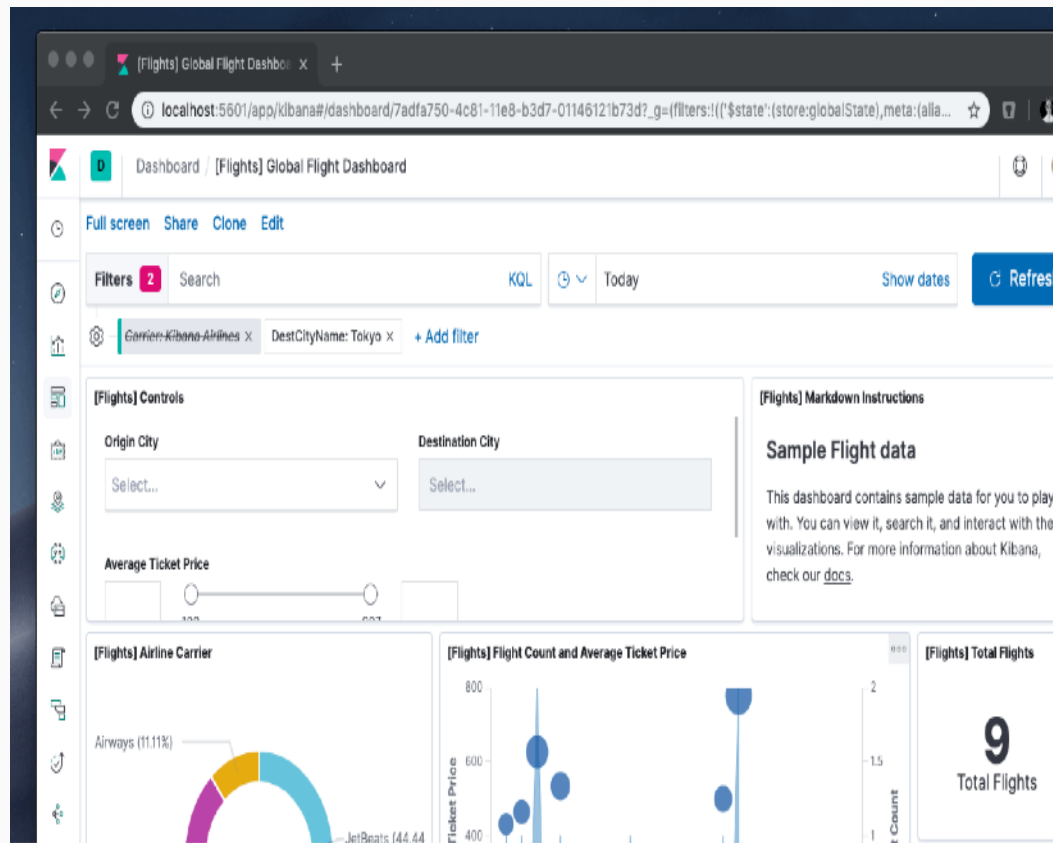 [Flights] Global Flight Dashboa
localhost:5601/app/kibana#/dashboard/7adfa750-4c81-11e8-b3d7-01146121b73d?_g=(filters:!(('$state':(store:globalState),meta:(alia...
D Dashboard / [Flights] Global Flight Dashboard
Full screen Share Clone Edit
Filters 2 Search KQL Today Show dates Refres
Carrier: Kibana Airlines × DestCityName: Tokyo × + Add filter
[Flights] Controls
Origin City Destination City
Select... Select...
Average Ticket Price
[Flights] Markdown Instructions
Sample Flight data
This dashboard contains sample data for you to play
with. You can view it, search it, and interact with the
visualizations. For more information about Kibana,
check our docs.
[Flights] Airline Carrier
Airways (11.11%)
JetBeats (44.44
[Flights] Flight Count and Average Ticket Price
800
600
400
Ticket Price
2
1.5
1
t Count
[Flights] Total Flights
9
Total Flights